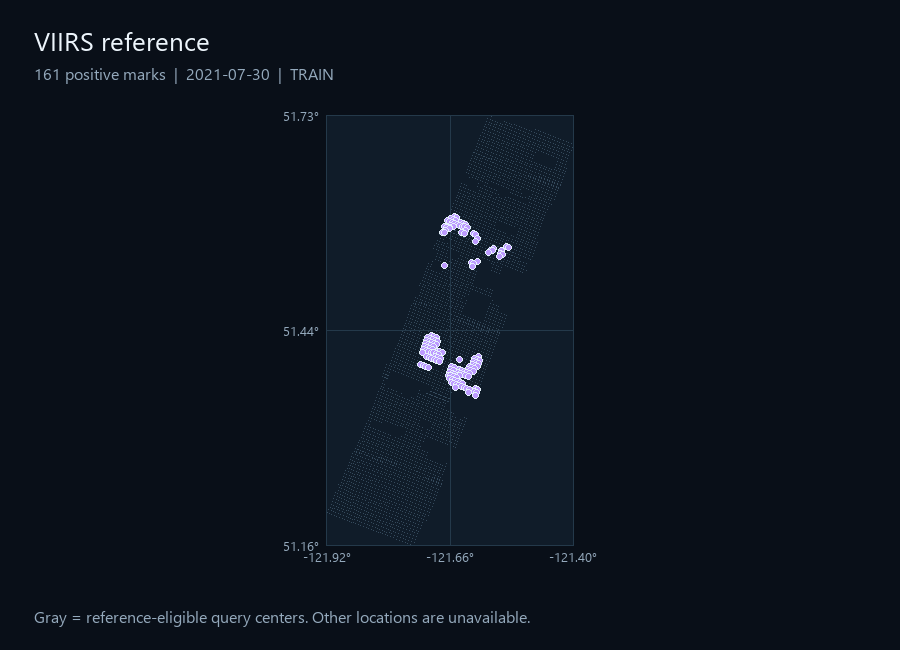 VIIRS reference
161 positive marks | 2021-07-30 | TRAIN
51.73°
51.44°
51.16°
-121.92°
-121.66°
-121.40°
Gray = reference-eligible query centers. Other locations are unavailable.